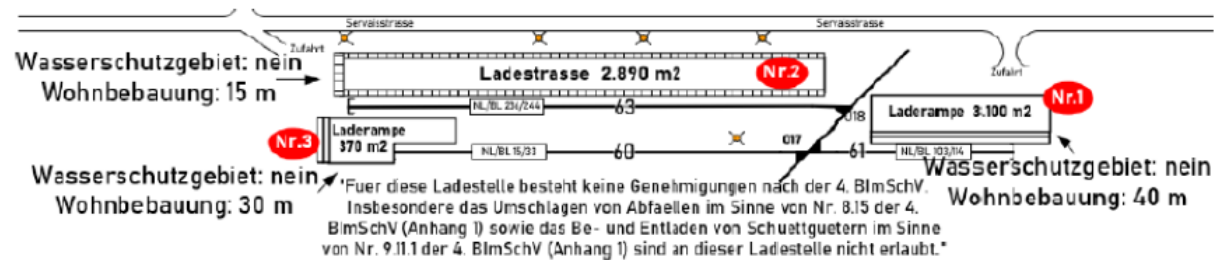 Servaisstrasse
Servaisstrasse
Zufahrt
Wasserschutzgebiet: nein
Wohnbebauung: 15 m
Ladestrasse 2.890 m2
Nr.2
Zufahrt
Nr.1
NL/BL 236/244
63
018
Laderampe 3.100 m2
Nr.3
Laderampe
370 m2
NL/BL 15/33
60
017
61
NL/BL 103/114
Wasserschutzgebiet: nein
Wohnbebauung: 30 m
Wasserschutzgebiet: nein
Wohnbebauung: 40 m
"Fuer diese Ladestelle besteht keine Genehmigungen nach der 4. BImSchV.
Insbesondere das Umschlagen von Abfaellen im Sinne von Nr. 8.15 der 4.
BImSchV (Anhang 1) sowie das Be- und Entladen von Schuettguetern im Sinne
von Nr. 9.11.1 der 4. BImSchV (Anhang 1) sind an dieser Ladestelle nicht erlaubt."